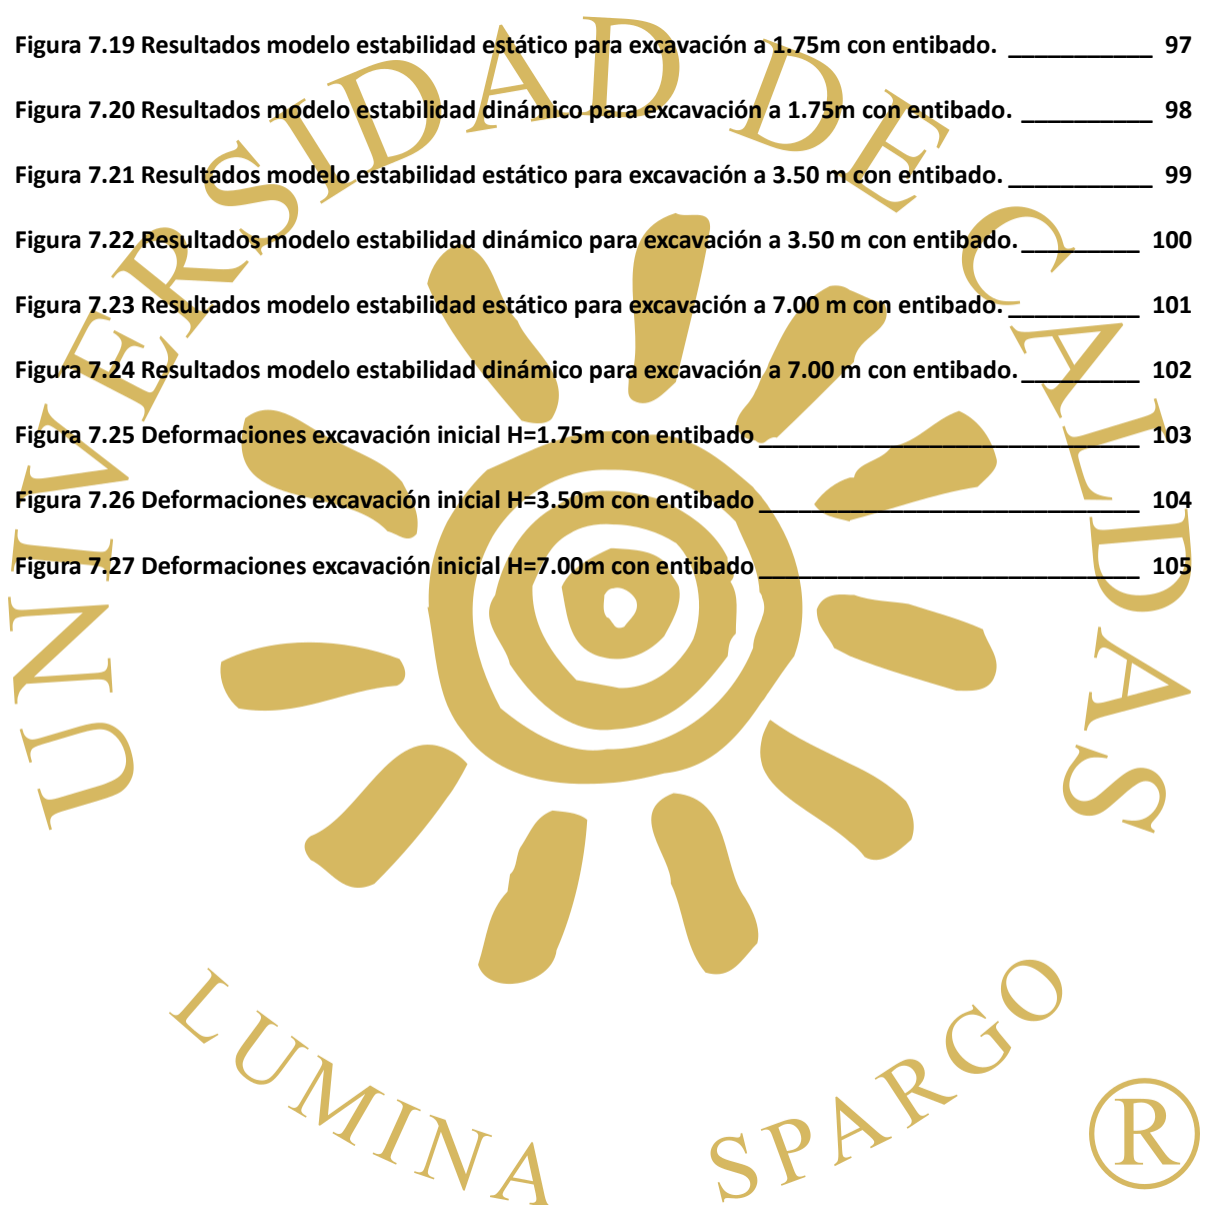 Figura 7.19 Resultados modelo estabilidad estático para excavación a 1.75m con entibado. ___________ 97
Figura 7.20 Resultados modelo estabilidad dinámico para excavación a 1.75m con entibado. __________ 98
Figura 7.21 Resultados modelo estabilidad estático para excavación a 3.50 m con entibado. ___________ 99
Figura 7.22 Resultados modelo estabilidad dinámico para excavación a 3.50 m con entibado. _________ 100
Figura 7.23 Resultados modelo estabilidad estático para excavación a 7.00 m con entibado. __________ 101
Figura 7.24 Resultados modelo estabilidad dinámico para excavación a 7.00 m con entibado. _________ 102
Figura 7.25 Deformaciones excavación inicial H=1.75m con entibado _____________________________ 103
Figura 7.26 Deformaciones excavación inicial H=3.50m con entibado _____________________________ 104
Figura 7.27 Deformaciones excavación inicial H=7.00m con entibado _____________________________ 105
UNIVERSIDAD DE CALDAS
LUMINA SPARGO
®